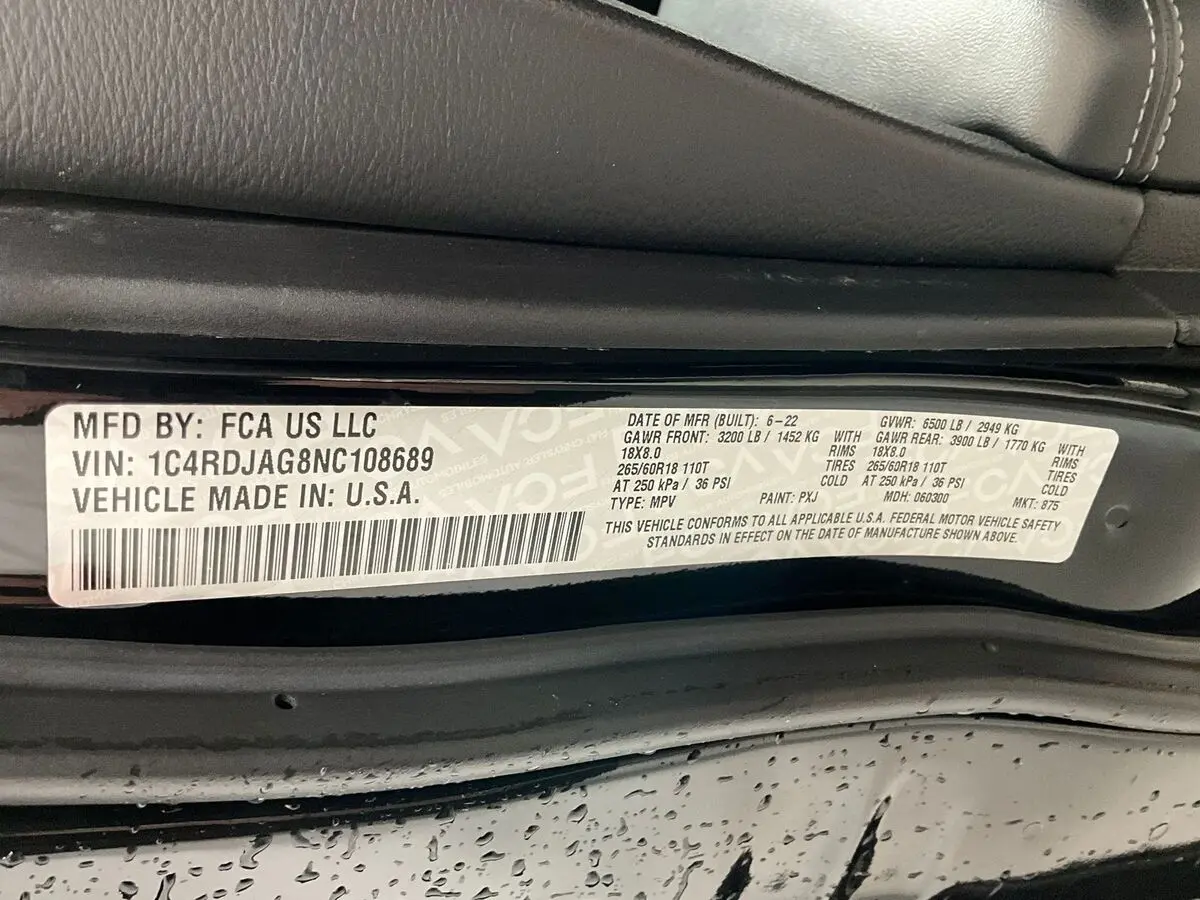 MFD BY: FCA US LLC
VIN: 1C4RDJAG8NC108689
VEHICLE MADE IN: U.S.A.
DATE OF MFR (BUILT): 6-22 GVWR: 6500 LB / 2949 KG
GAWR FRONT: 3200 LB / 1452 KG WITH GAWR REAR: 3900 LB / 1770 KG WITH
18X8.0 RIMS 18X8.0 RIMS
265/60R18 110T TIRES 265/60R18 110T TIRES
AT 250 kPa / 36 PSI COLD AT 250 kPa / 36 PSI COLD
TYPE: MPV PAINT: PXJ MDH: 060300 MKT: 875
THIS VEHICLE CONFORMS TO ALL APPLICABLE U.S.A. FEDERAL MOTOR VEHICLE SAFETY
STANDARDS IN EFFECT ON THE DATE OF MANUFACTURE SHOWN ABOVE.